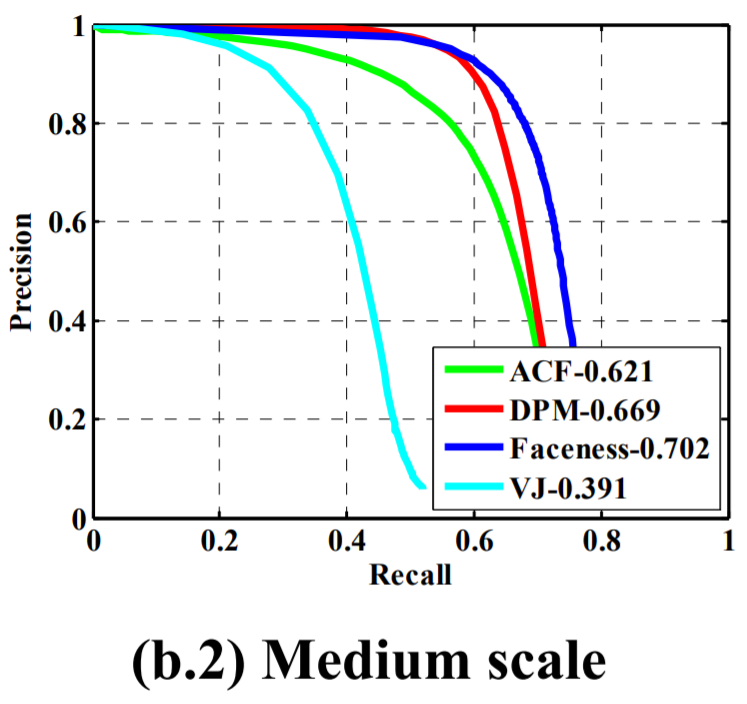 1
0.8
0.6
0.4
0.2
0
Precision
0 0.2 0.4 0.6 0.8 1
Recall
ACF-0.621
DPM-0.669
Faceness-0.702
VJ-0.391
(b.2) Medium scale